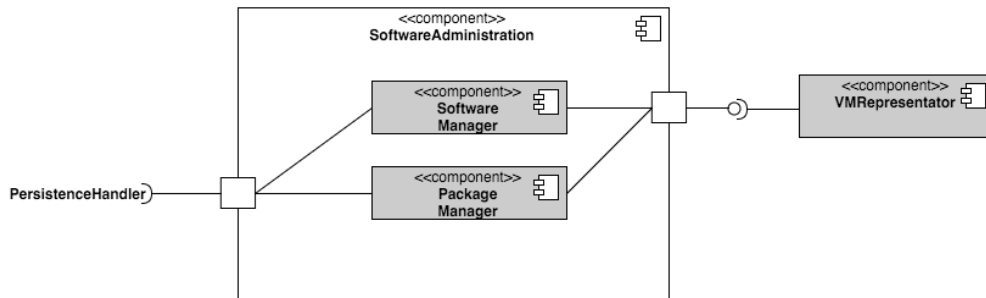 <<component>>
SoftwareAdministration
<<component>>
Software
Manager
<<component>>
VMRepresentator
<<component>>
Package
Manager
PersistenceHandler